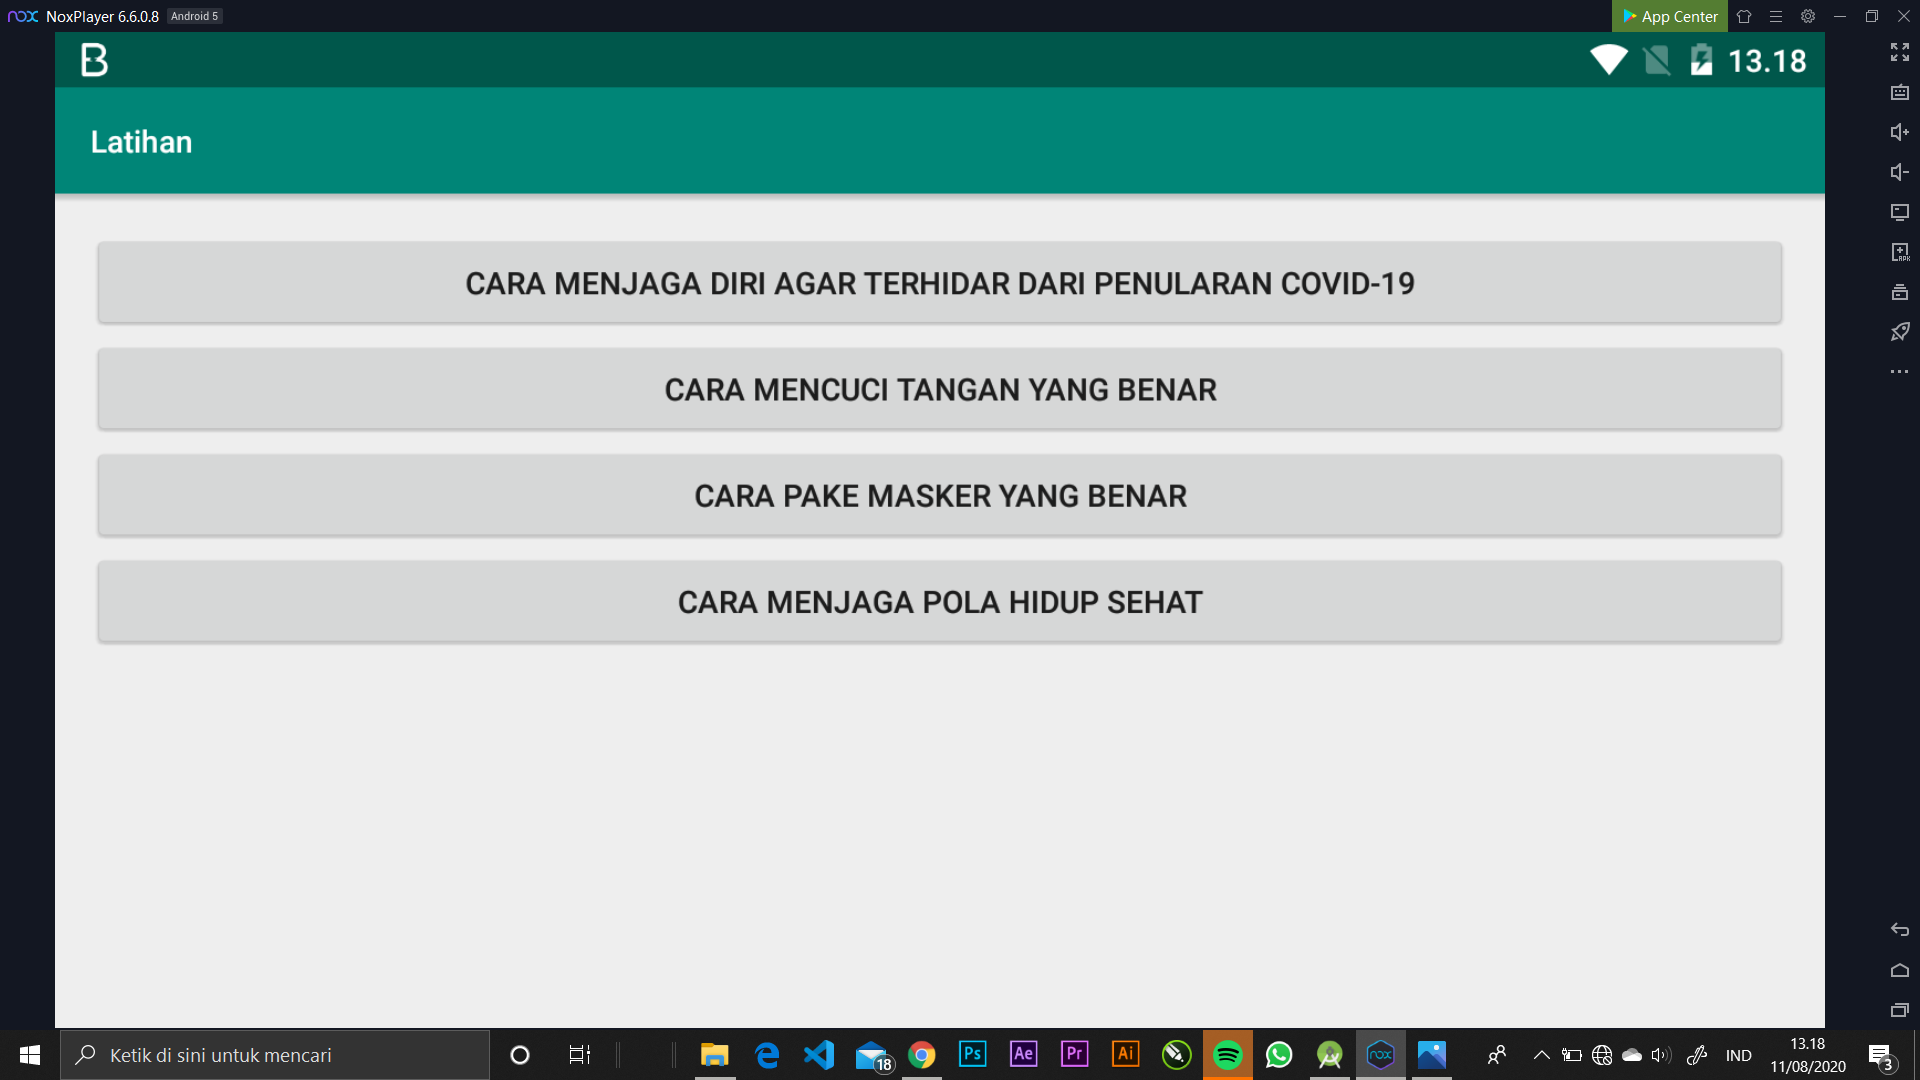 nox NoxPlayer 6.6.0.8 Android 5 App Center
B 13.18
Latihan
CARA MENJAGA DIRI AGAR TERHIDAR DARI PENULARAN COVID-19
CARA MENCUCI TANGAN YANG BENAR
CARA PAKE MASKER YANG BENAR
CARA MENJAGA POLA HIDUP SEHAT
Ketik di sini untuk mencari 18 Ps Ae Pr Ai nox IND 13.18
11/08/2020 3